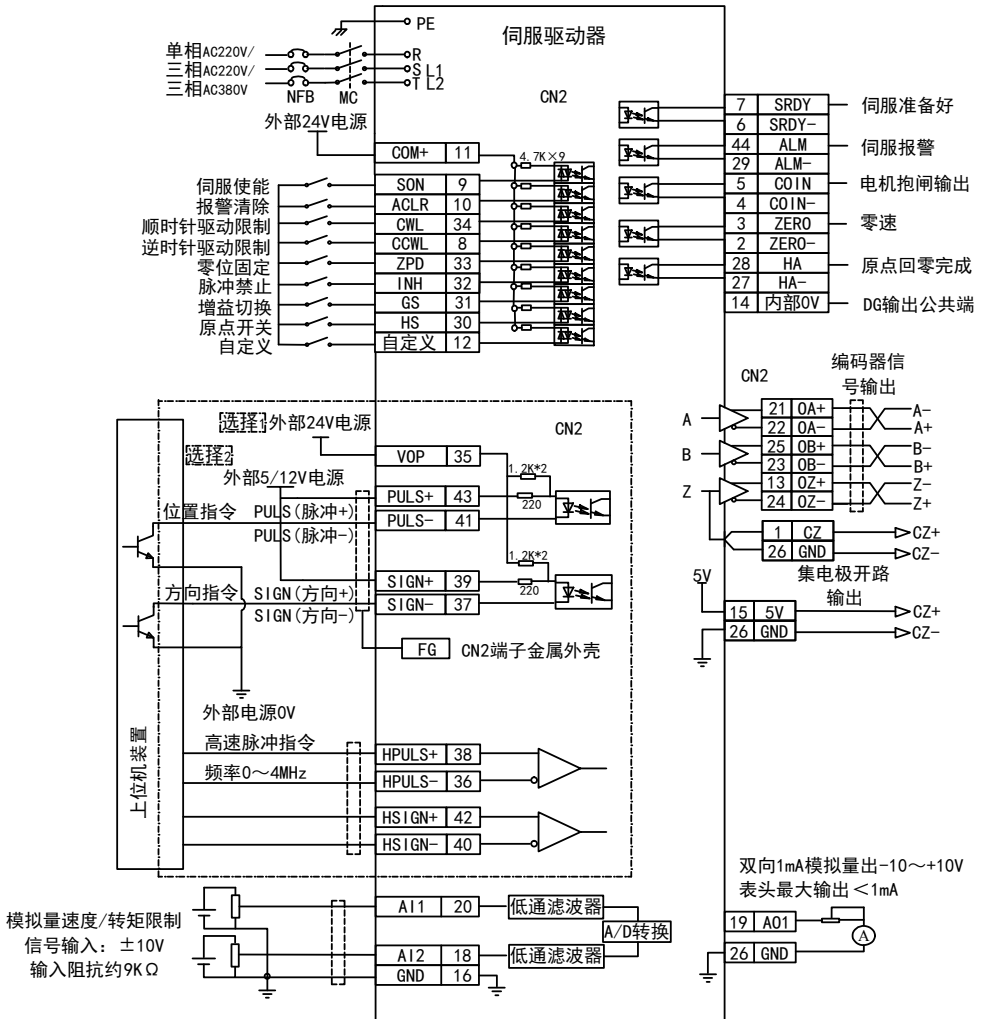 PE
伺服驱动器
单相AC220V/
三相AC220V/
三相AC380V
NFB
MC
R
S L1
T L2
CN2
外部24V电源
COM+ 11
4.7K×9
伺服使能
SON 9
报警清除
ACLR 10
顺时针驱动限制
CWL 34
逆时针驱动限制
CCWL 8
零位固定
ZPD 33
脉冲禁止
INH 32
增益切换
GS 31
原点开关
HS 30
自定义
自定义 12
7 SRDY
伺服准备好
6 SRDY-
44 ALM
伺服报警
29 ALM-
5 COIN
电机抱闸输出
4 COIN-
3 ZERO
零速
2 ZERO-
28 HA
原点回零完成
27 HA-
14 内部0V
DG输出公共端
编码器信
号输出
CN2
A
21 OA+
A-
22 OA-
A+
B
25 OB+
B-
23 OB-
B+
Z
13 OZ+
Z-
24 OZ-
Z+
1 CZ
CZ+
26 GND
CZ-
集电极开路
输出
5V
15 5V
CZ+
26 GND
CZ-
选择1
外部24V电源
CN2
选择2
VOP 35
外部5/12V电源
1.2K*2
PULS+ 43
220
位置指令
PULS(脉冲+)
PULS- 41
PULS(脉冲-)
1.2K*2
SIGN+ 39
220
方向指令
SIGN(方向+)
SIGN- 37
SIGN(方向-)
FG
CN2端子金属外壳
外部电源0V
上位机装置
高速脉冲指令
HPULS+ 38
频率0～4MHz
HPULS- 36
HSIGN+ 42
HSIGN- 40
模拟量速度/转矩限制
信号输入：±10V
输入阻抗约9KΩ
AI1 20
低通滤波器
A/D转换
AI2 18
低通滤波器
GND 16
双向1mA模拟量出-10～+10V
表头最大输出＜1mA
19 AO1
A
26 GND